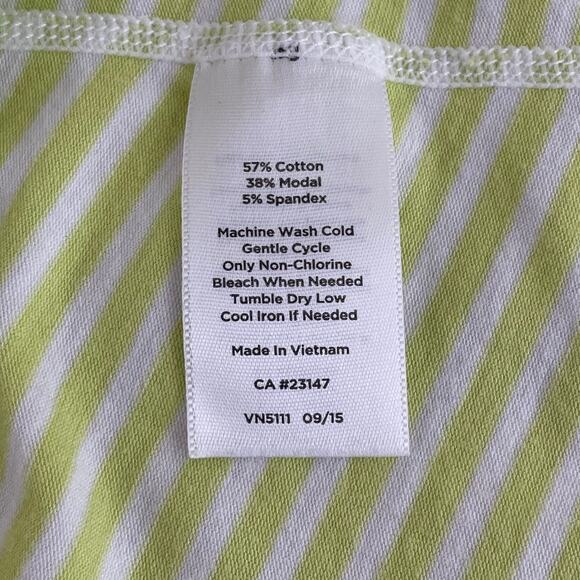 57% Cotton
38% Modal
5% Spandex
Machine Wash Cold
Gentle Cycle
Only Non-Chlorine
Bleach When Needed
Tumble Dry Low
Cool Iron If Needed
Made In Vietnam
CA #23147
VN5111 09/15